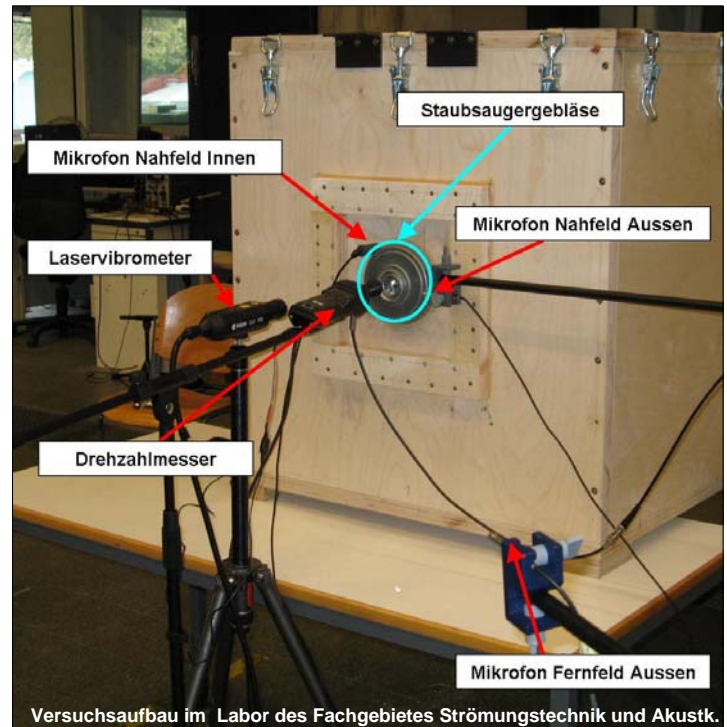 Staubsaugergebläse
Mikrofon Nahfeld Innen
Mikrofon Nahfeld Aussen
Laservibrometer
Drehzahlmesser
Mikrofon Fernfeld Aussen
Versuchsaufbau im Labor des Fachgebietes Strömungstechnik und Akustk.